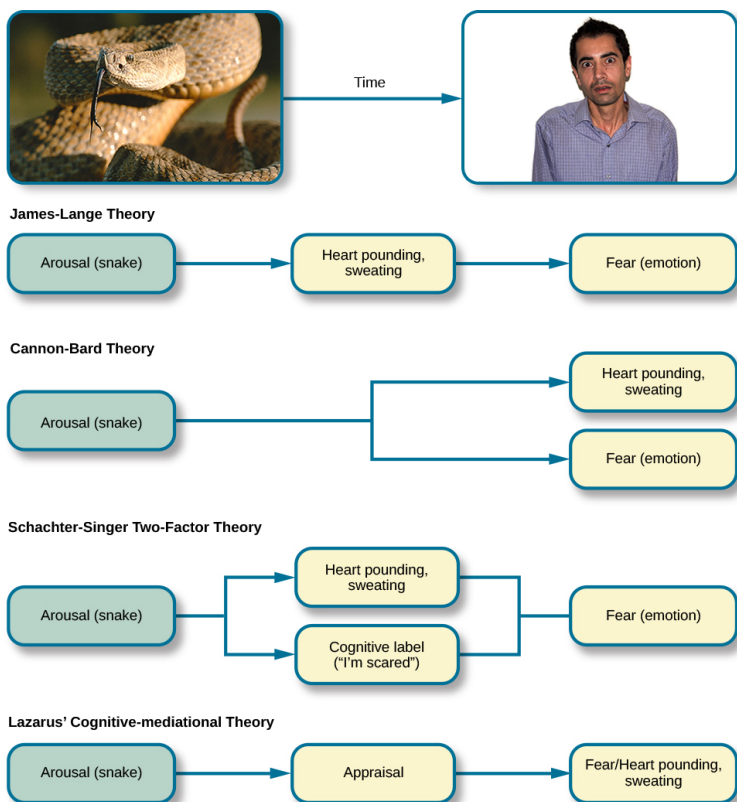 Time
James-Lange Theory
Arousal (snake)
Heart pounding,
sweating
Fear (emotion)
Cannon-Bard Theory
Arousal (snake)
Heart pounding,
sweating
Fear (emotion)
Schachter-Singer Two-Factor Theory
Arousal (snake)
Heart pounding,
sweating
Cognitive label
(“I’m scared”)
Fear (emotion)
Lazarus’ Cognitive-mediational Theory
Arousal (snake)
Appraisal
Fear/Heart pounding,
sweating